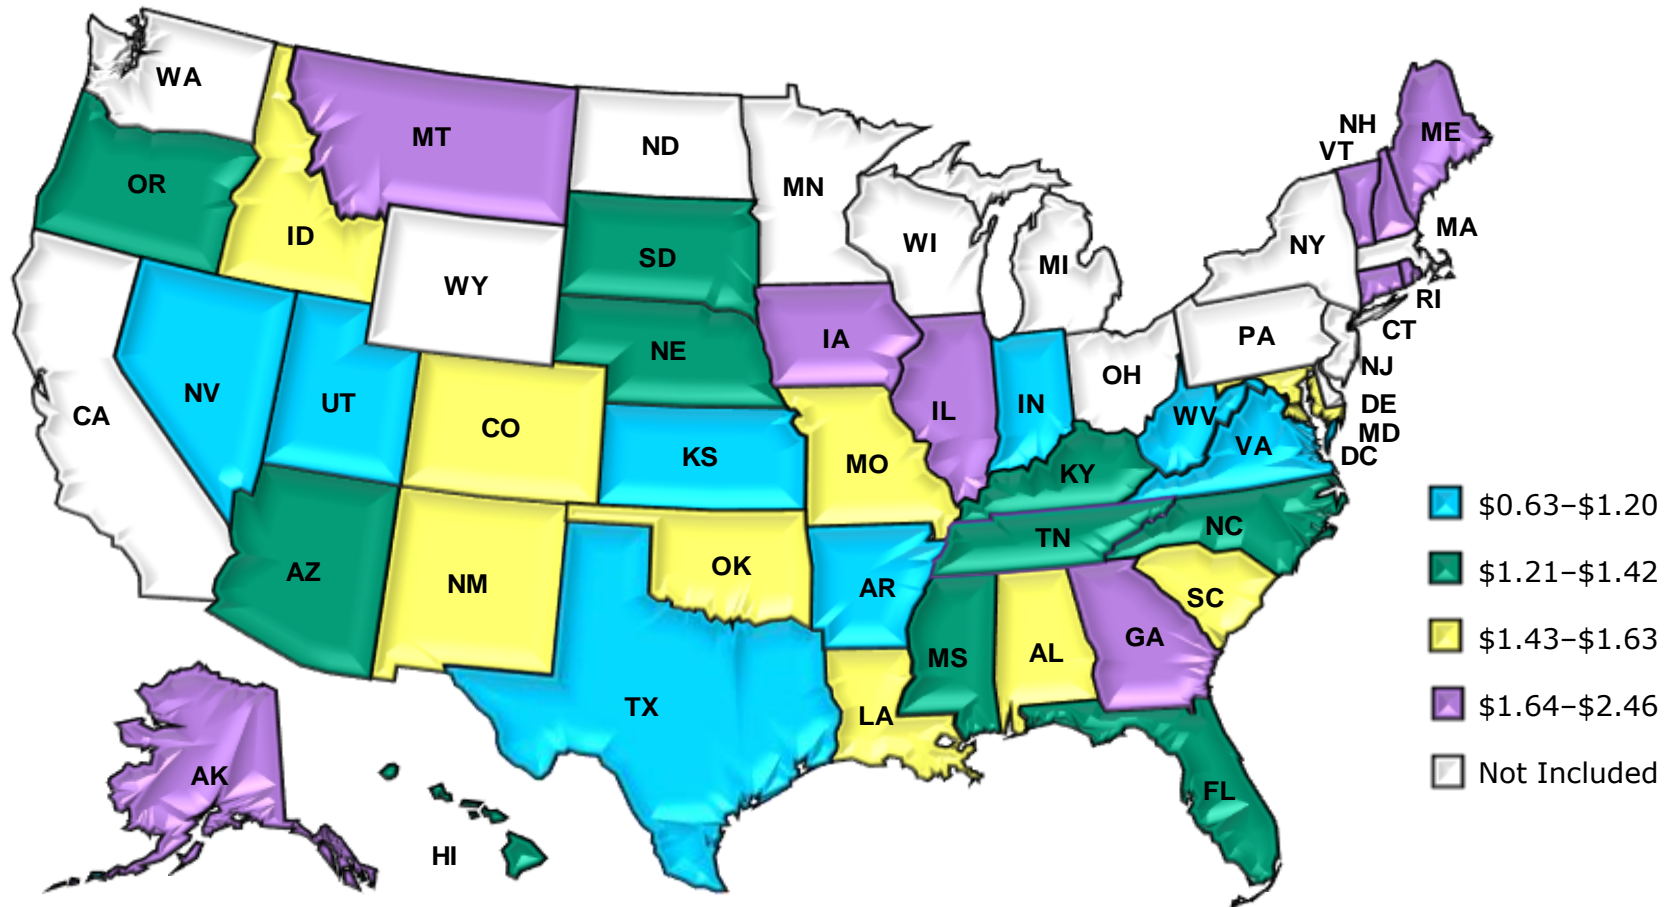 WA
MT
ND
MN
NH
VT
ME
OR
ID
SD
WI
MI
NY
MA
WY
RI
CT
NV
UT
NE
IA
PA
NJ
CA
CO
KS
MO
IL
IN
OH
WV
VA
DE
MD
DC
KY
AZ
NM
OK
AR
TN
NC
SC
TX
LA
MS
AL
GA
FL
AK
HI
$0.63–$1.20
$1.21–$1.42
$1.43–$1.63
$1.64–$2.46
Not Included